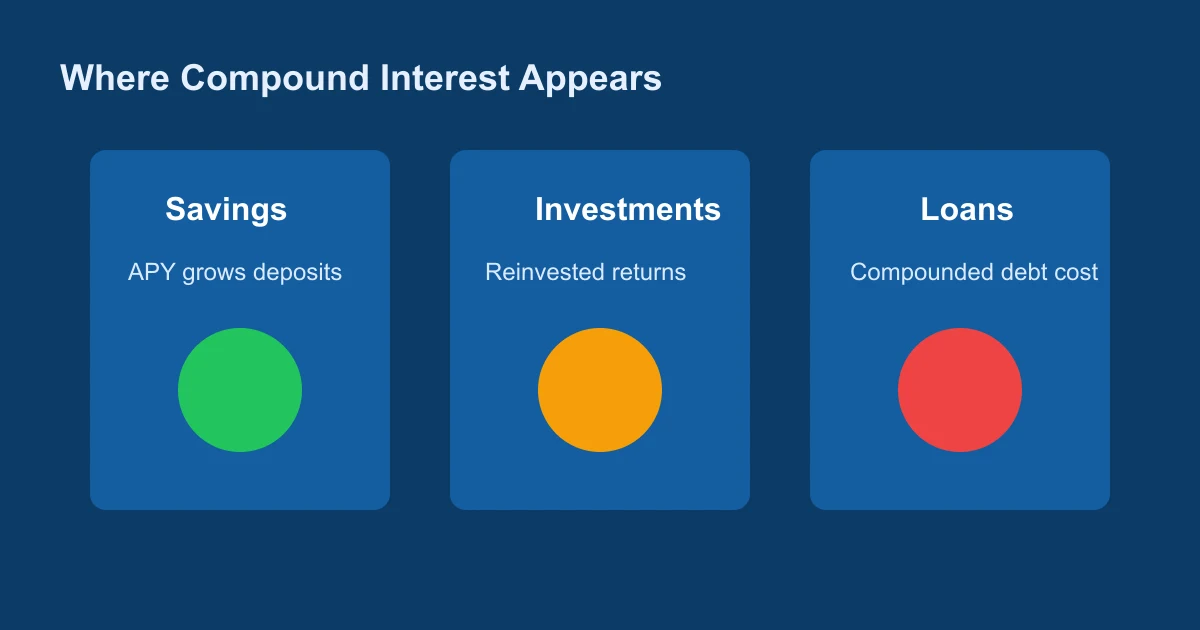 Where Compound Interest Appears
Savings
APY grows deposits
Investments
Reinvested returns
Loans
Compounded debt cost